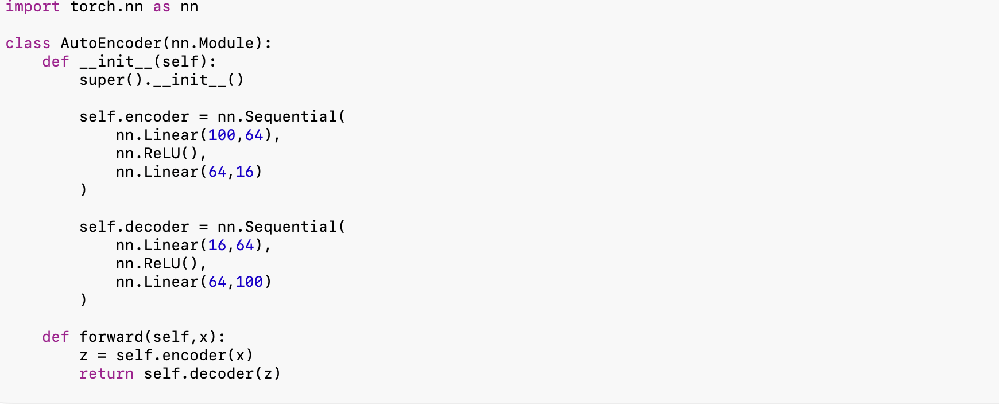 import torch.nn as nn

class AutoEncoder(nn.Module):
    def __init__(self):
        super().__init__()

        self.encoder = nn.Sequential(
            nn.Linear(100,64),
            nn.ReLU(),
            nn.Linear(64,16)
        )

        self.decoder = nn.Sequential(
            nn.Linear(16,64),
            nn.ReLU(),
            nn.Linear(64,100)
        )

    def forward(self,x):
        z = self.encoder(x)
        return self.decoder(z)